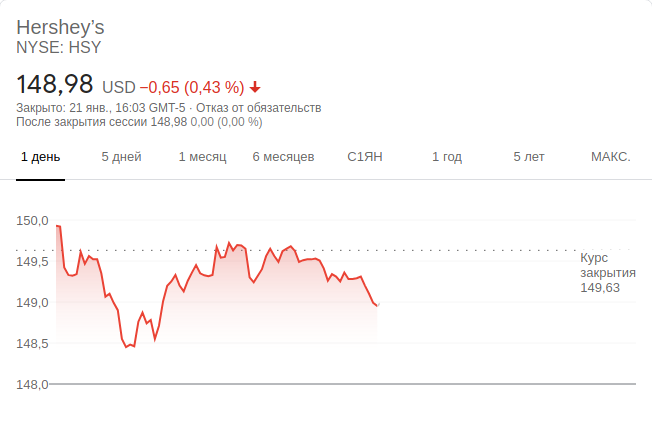 Hershey’s
NYSE: HSY
148,98 USD −0,65 (0,43 %)
Закрыто: 21 янв., 16:03 GMT-5 · Отказ от обязательств
После закрытия сессии 148,98 0,00 (0,00 %)
1 день 5 дней 1 месяц 6 месяцев С1ЯН 1 год 5 лет МАКС.
150,0
149,5
149,0
148,5
148,0
Курс
закрытия
149,63